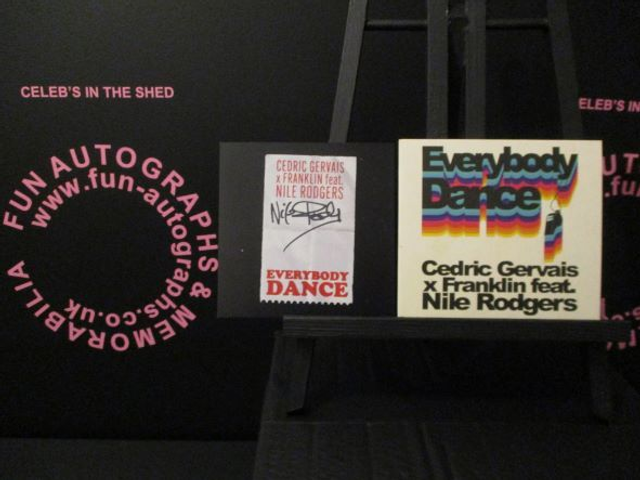 CELEB'S IN THE SHED
FUN AUTOGRAPHS & MEMORABILIA
www.fun-autographs.co.uk
CEDRIC GERVAIS
x FRANKLIN feat.
NILE RODGERS
EVERYBODY
DANCE
Everybody
Dance
Cedric Gervais
x Franklin feat.
Nile Rodgers
ELEB'S IN